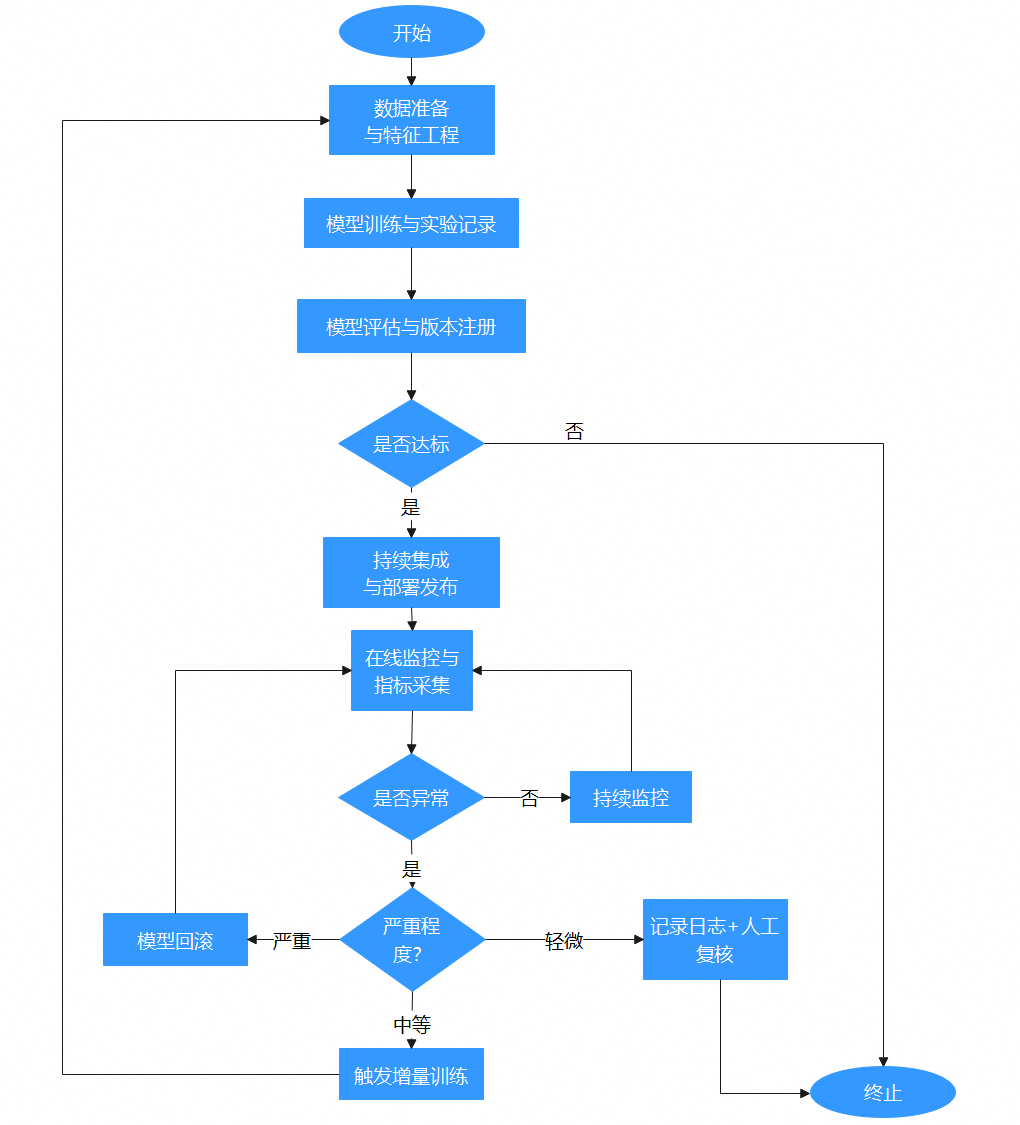 开始
数据准备
与特征工程
模型训练与实验记录
模型评估与版本注册
是否达标
否
是
持续集成
与部署发布
在线监控与
指标采集
是否异常
否
持续监控
是
模型回滚
严重
严重程
度?
轻微
记录日志+人工
复核
中等
触发增量训练
终止